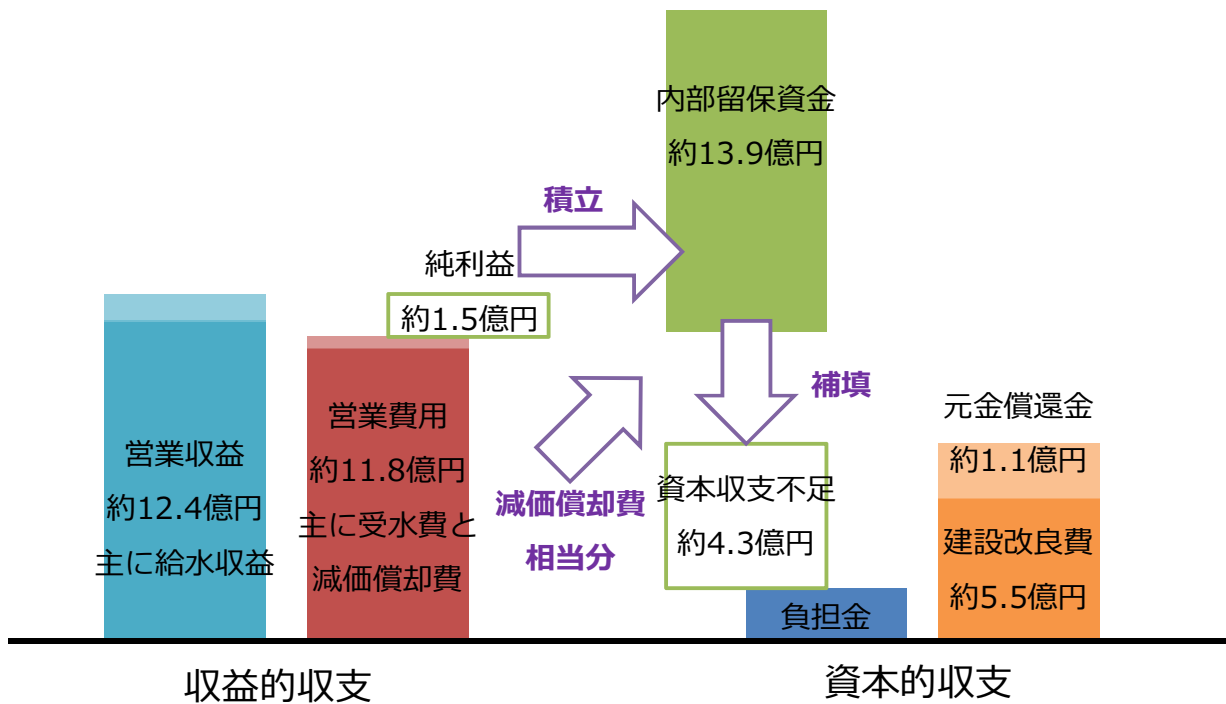 内部留保資金
約13.9億円
積立
純利益
約1.5億円
補填
営業収益
約12.4億円
主に給水収益
営業費用
約11.8億円
主に受水費と
減価償却費
減価償却費
相当分
資本収支不足
約4.3億円
負担金
元金償還金
約1.1億円
建設改良費
約5.5億円
収益的収支
資本的収支